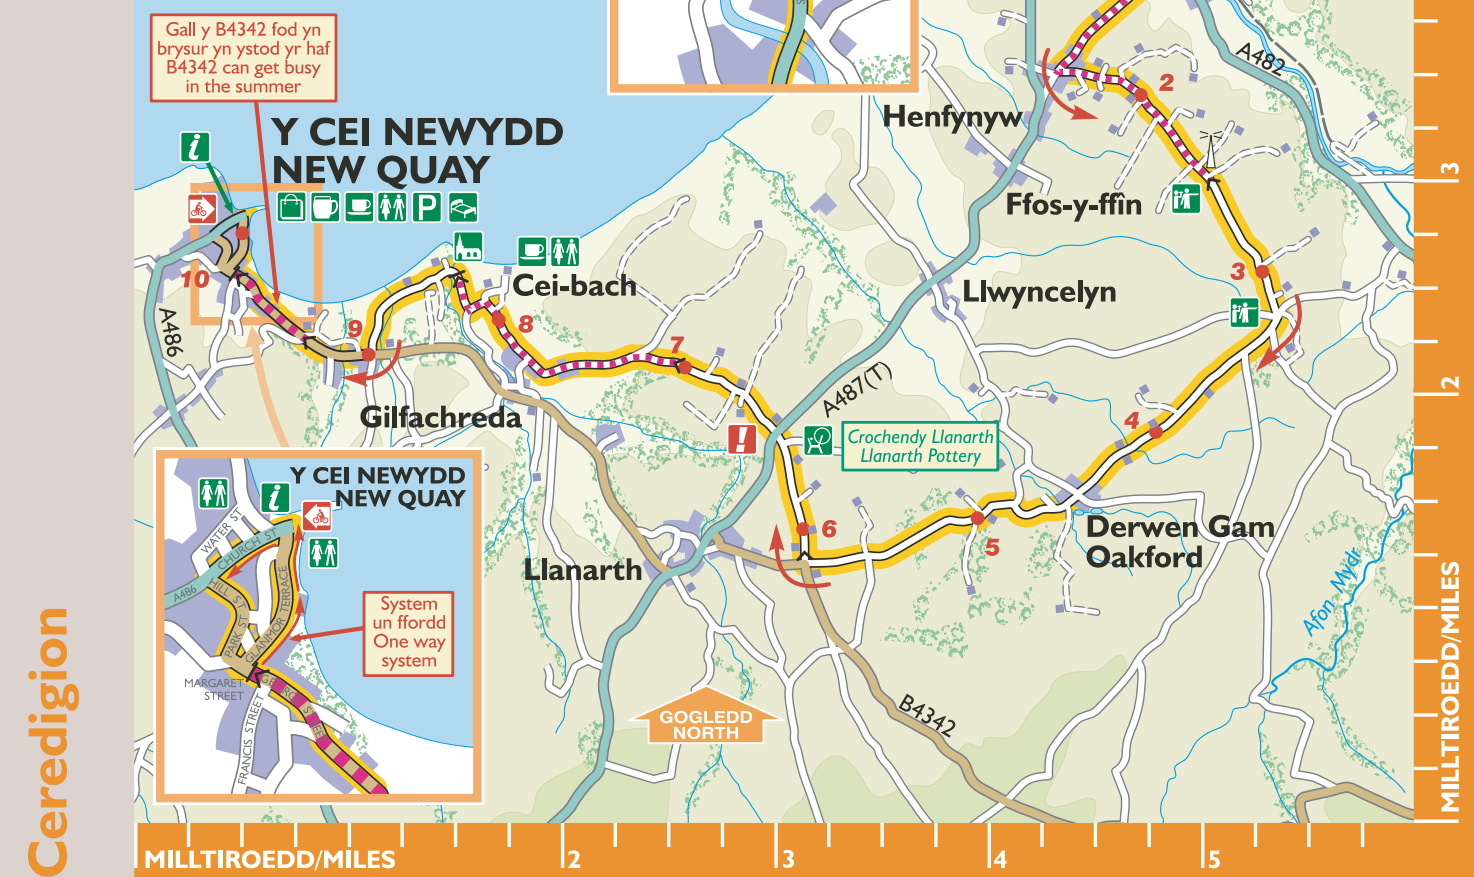 Gall y B4342 fod yn
brysur yn ystod yr haf
B4342 can get busy
in the summer
Y CEI NEWYDD
NEW QUAY
i
P
10
A486
9
Cei-bach
8
7
Gilfachreda
Henfynyw
A482
2
Ffos-y-ffin
3
Llwyncelyn
A487(T)
4
!
Crochendy Llanarth
Llanarth Pottery
6
5
Derwen Gam
Oakford
Llanarth
Afon Mydr
B4342
GOGLEDD
NORTH
Y CEI NEWYDD
NEW QUAY
i
WATER ST
CHURCH ST
A486
HILL ST
PARK ST
GLANMOR TERRACE
MARGARET
STREET
FRANCIS STREET
System
un ffordd
One way
system
Ceredigion
MILLTIROEDD/MILES
2
3
4
5
MILLTIROEDD/MILES
2
3